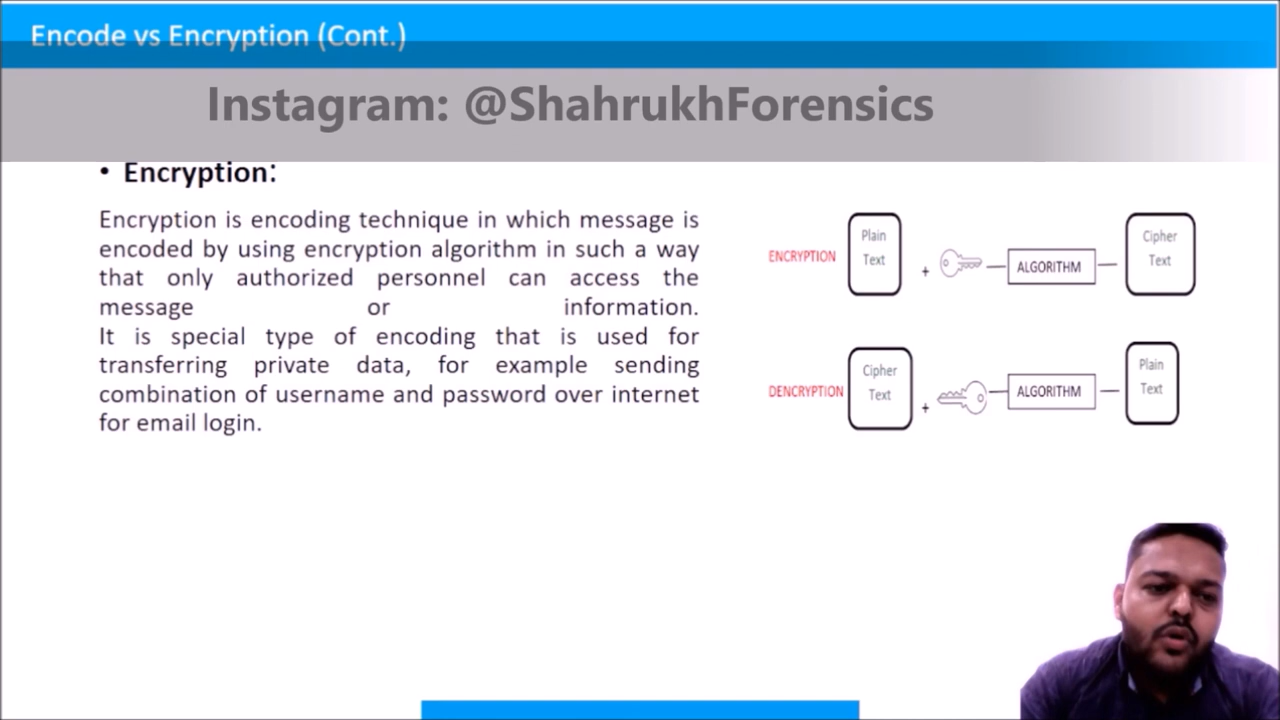 Encode vs Encryption (Cont.)
Instagram: @ShahrukhForensics
• Encryption:
Encryption is encoding technique in which message is
encoded by using encryption algorithm in such a way
that only authorized personnel can access the
message or information.
It is special type of encoding that is used for
transferring private data, for example sending
combination of username and password over internet
for email login.
ENCRYPTION
Plain
Text
+
ALGORITHM
Cipher
Text
DENCRYPTION
Cipher
Text
+
ALGORITHM
Plain
Text